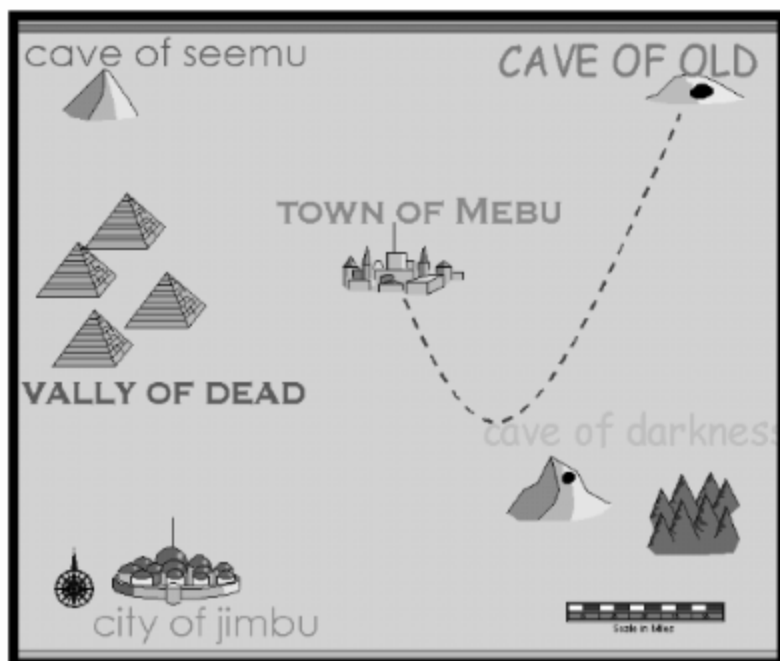 cave of seemu
CAVE OF OLD
TOWN OF MEBU
VALLY OF DEAD
cave of darkness
city of jimbu
Scale in Miles